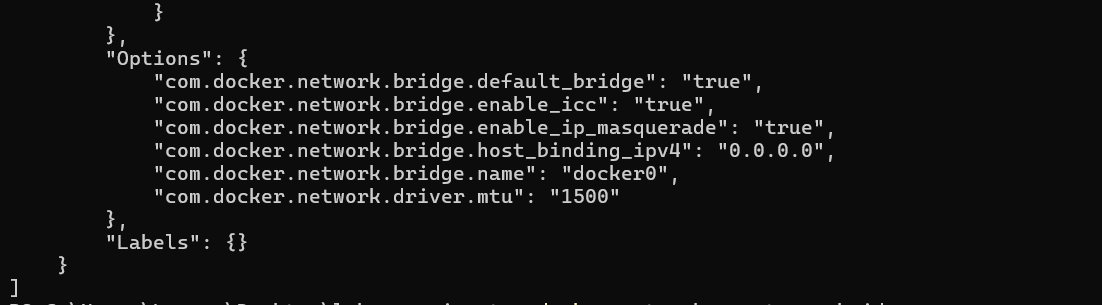 }
        },
        "Options": {
            "com.docker.network.bridge.default_bridge": "true",
            "com.docker.network.bridge.enable_icc": "true",
            "com.docker.network.bridge.enable_ip_masquerade": "true",
            "com.docker.network.bridge.host_binding_ipv4": "0.0.0.0",
            "com.docker.network.bridge.name": "docker0",
            "com.docker.network.driver.mtu": "1500"
        },
        "Labels": {}
    }
]